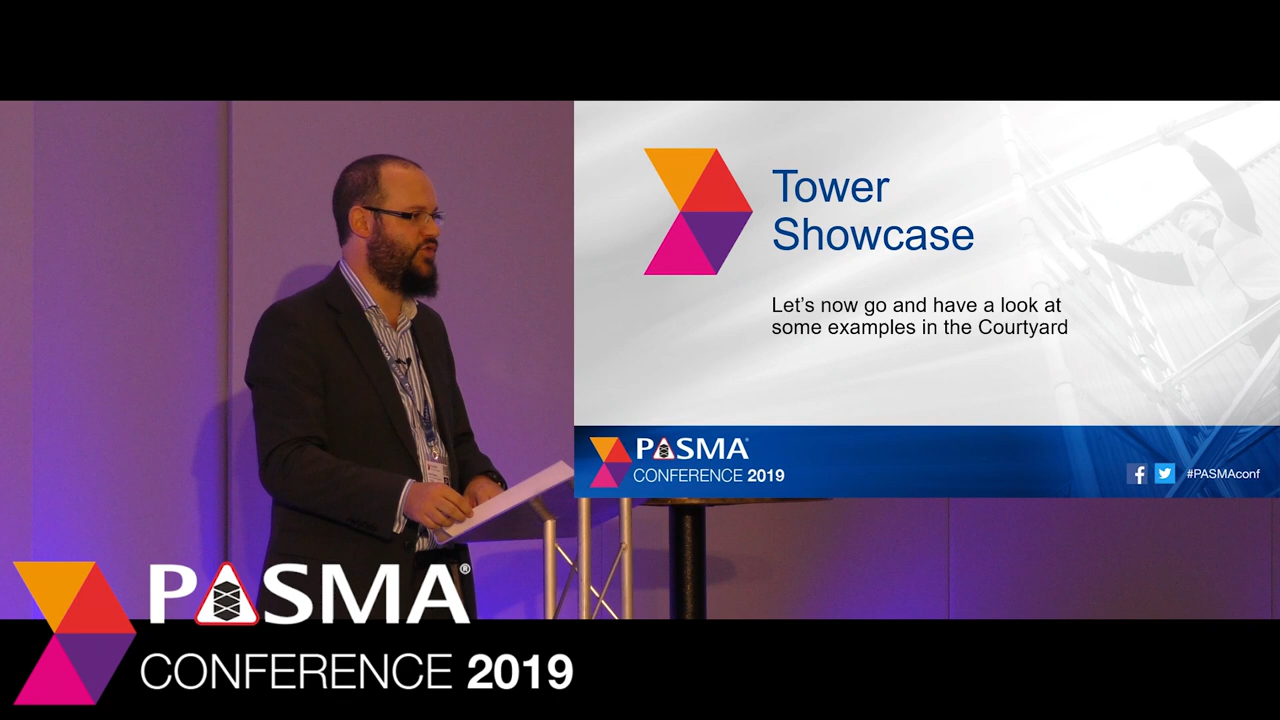 Tower
Showcase
Let's now go and have a look at
some examples in the Courtyard
PASMA®
CONFERENCE 2019
#PASMAconf
PASMA®
CONFERENCE 2019